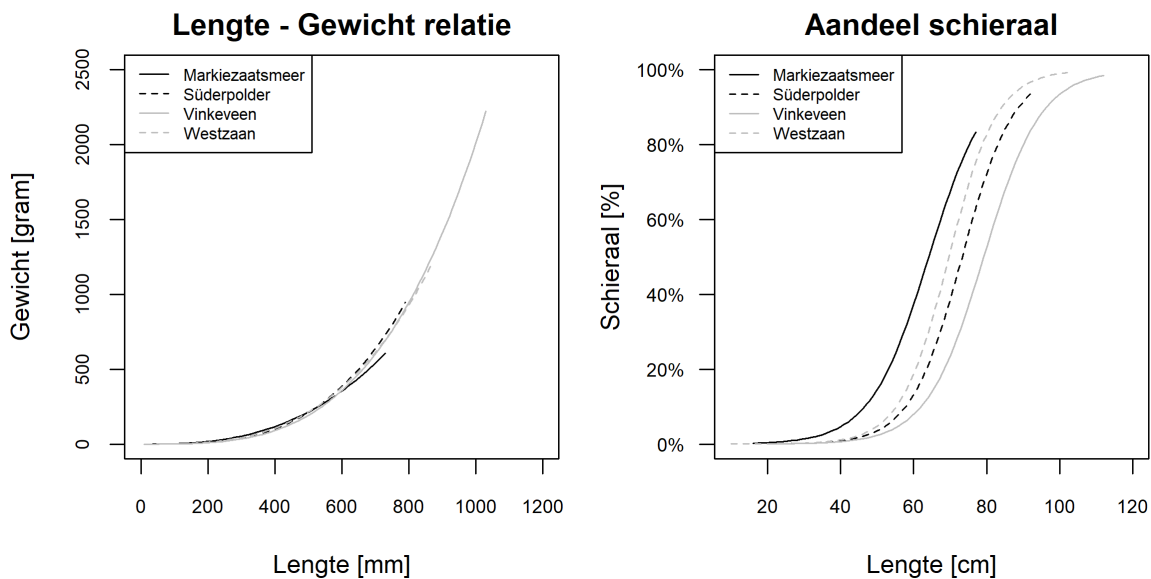 Lengte - Gewicht relatie
Gewicht [gram]
2500
2000
1500
1000
500
0
Markiezaatsmeer
Süderpolder
Vinkeveen
Westzaan
0 200 400 600 800 1000 1200
Lengte [mm]
Aandeel schieraal
Schieraal [%]
100%
80%
60%
40%
20%
0%
Markiezaatsmeer
Süderpolder
Vinkeveen
Westzaan
20 40 60 80 100 120
Lengte [cm]